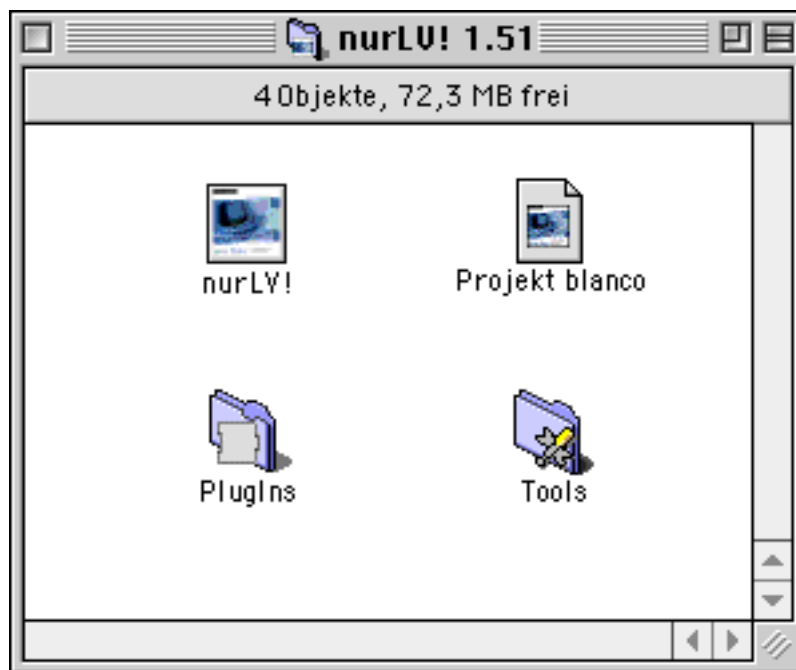 nurLV! 1.51
4 Objekte, 72,3 MB frei
nurLV!
Projekt blanco
PlugIns
Tools